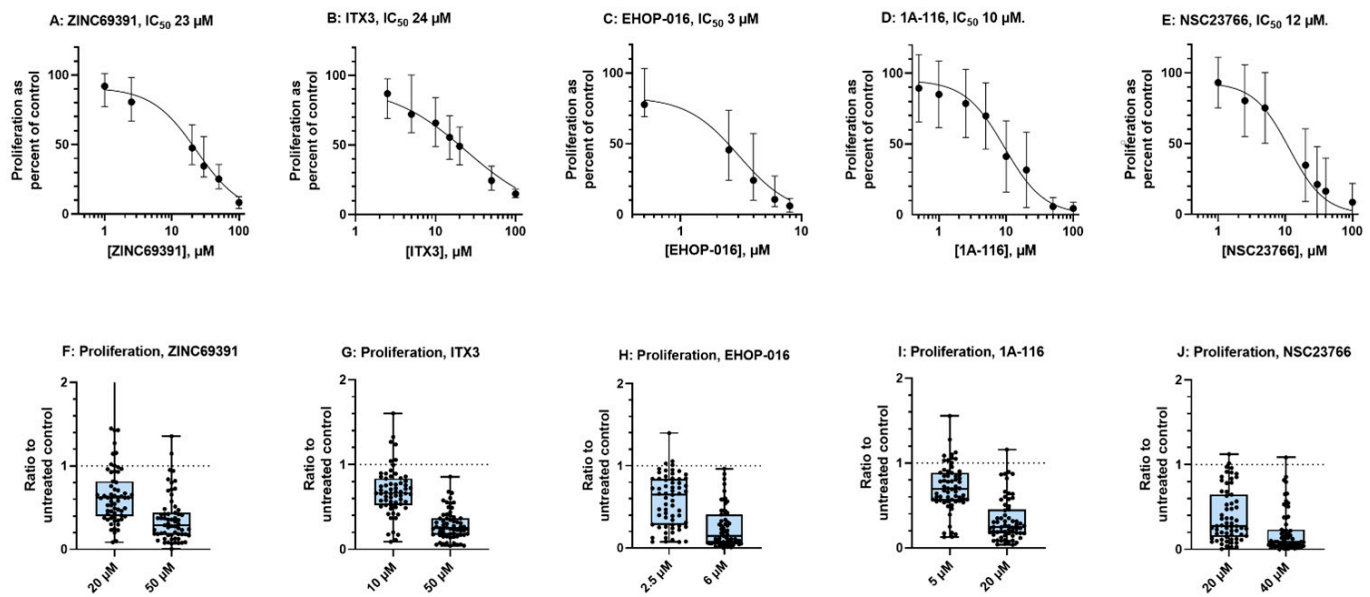 A: ZINC69391, IC50 23 µM
B: ITX3, IC50 24 µM
C: EHOP-016, IC50 3 µM
D: 1A-116, IC50 10 µM.
E: NSC23766, IC50 12 µM.
Proliferation as
percent of control
100
50
0
1
10
100
[ZINC69391], µM
Proliferation as
percent of control
100
50
0
1
10
100
[ITX3], µM
Proliferation as
percent of control
100
50
0
1
10
[EHOP-016], µM
Proliferation as
percent of control
100
50
0
1
10
100
[1A-116], µM
Proliferation as
percent of control
100
50
0
1
10
100
[NSC23766], µM
F: Proliferation, ZINC69391
G: Proliferation, ITX3
H: Proliferation, EHOP-016
I: Proliferation, 1A-116
J: Proliferation, NSC23766
Ratio to
untreated control
2
1
0
20 µM
50 µM
Ratio to
untreated control
2
1
0
10 µM
50 µM
Ratio to
untreated control
2
1
0
2.5 µM
6 µM
Ratio to
untreated control
2
1
0
5 µM
20 µM
Ratio to
untreated control
2
1
0
20 µM
40 µM